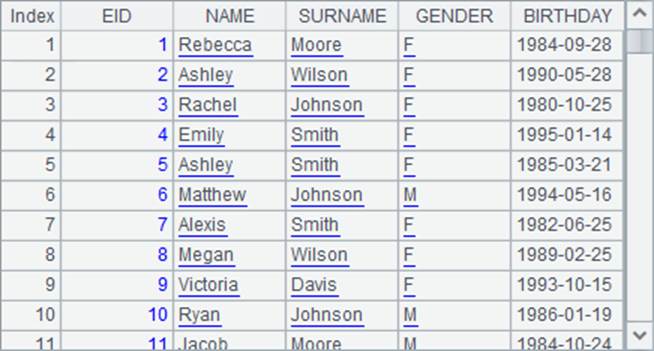 Index EID NAME SURNAME GENDER BIRTHDAY
1 1 Rebecca Moore F 1984-09-28
2 2 Ashley Wilson F 1990-05-28
3 3 Rachel Johnson F 1980-10-25
4 4 Emily Smith F 1995-01-14
5 5 Ashley Smith F 1985-03-21
6 6 Matthew Johnson M 1994-05-16
7 7 Alexis Smith F 1982-06-25
8 8 Megan Wilson F 1989-02-25
9 9 Victoria Davis F 1993-10-15
10 10 Ryan Johnson M 1986-01-19
11 11 Jacob Moore M 1984-10-24